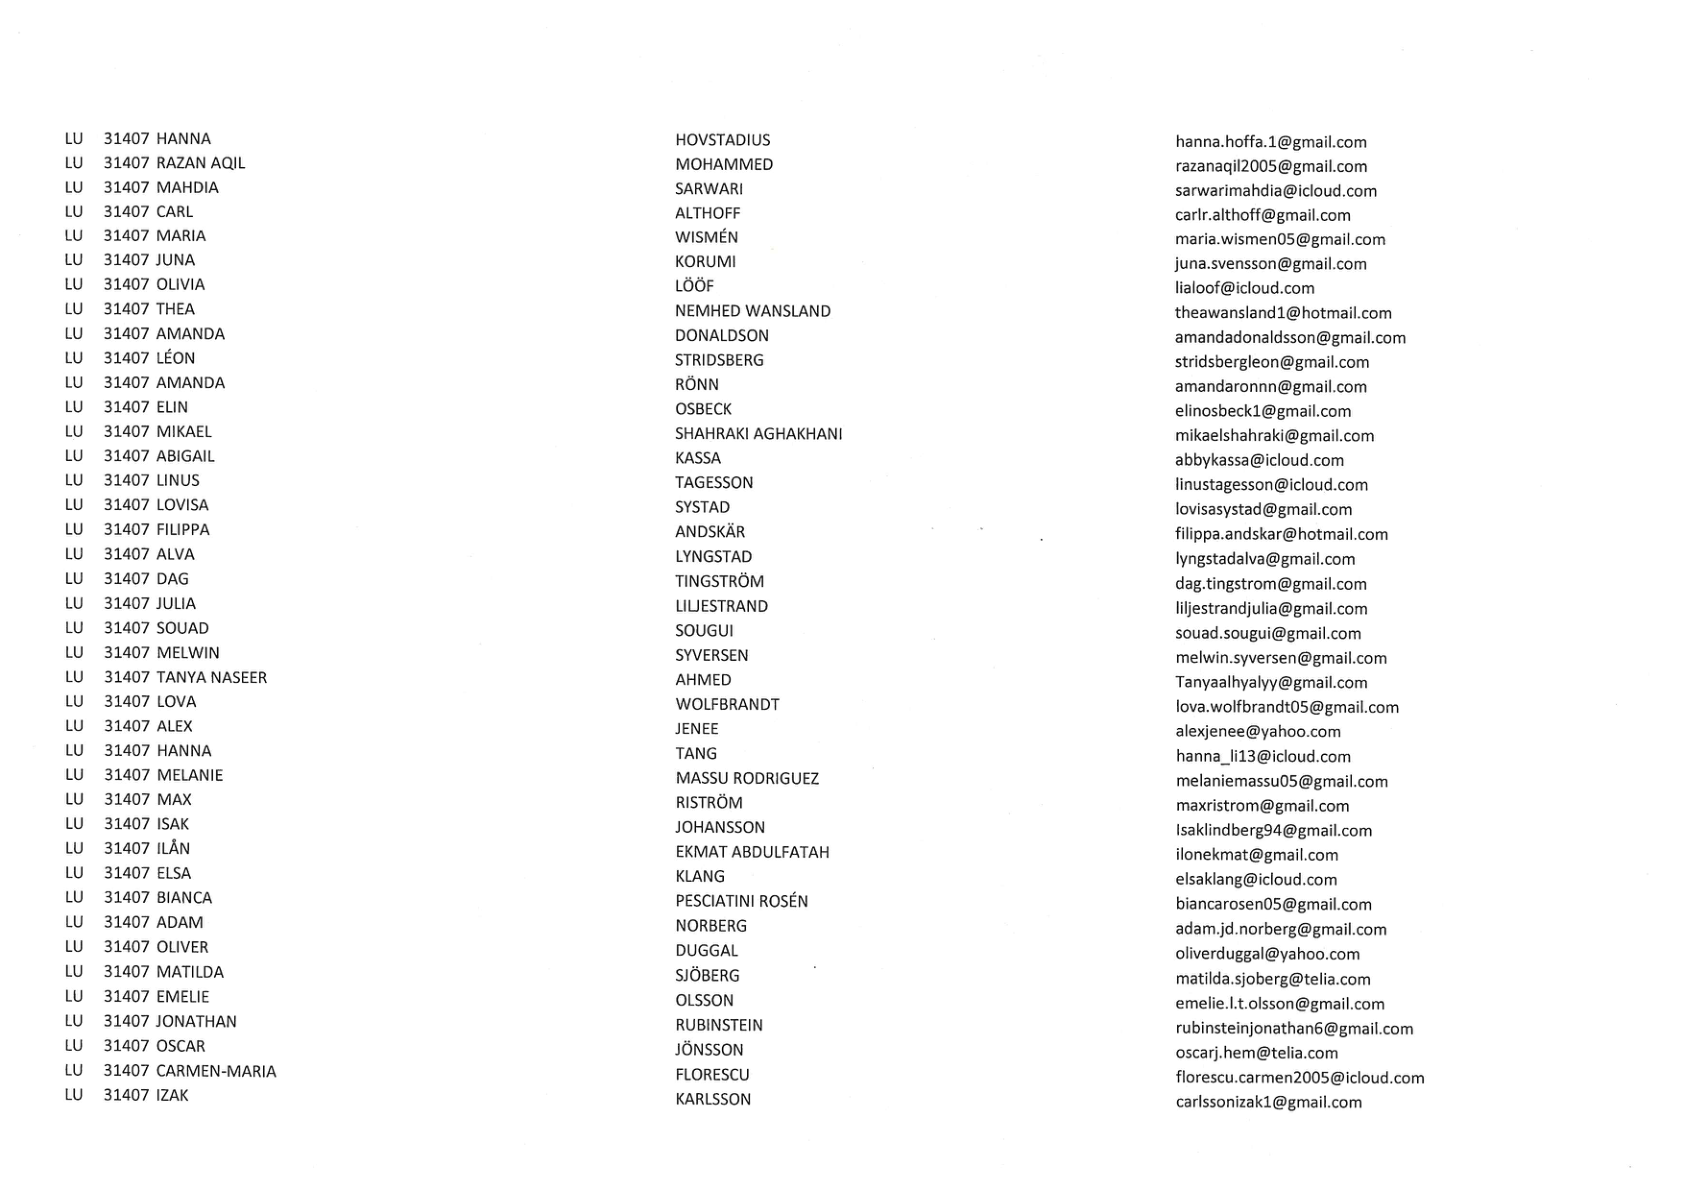 LU 31407 HANNA HOVSTADIUS hanna.hoffa.1@gmail.com
LU 31407 RAZAN AQIL MOHAMMED razanaqil2005@gmail.com
LU 31407 MAHDIA SARWARI sarwarimahdia@icloud.com
LU 31407 CARL ALTHOFF carlr.althoff@gmail.com
LU 31407 MARIA WISMÉN maria.wismen05@gmail.com
LU 31407 JUNA KORUMI juna.svensson@gmail.com
LU 31407 OLIVIA LÖÖF lialoof@icloud.com
LU 31407 THEA NEMHED WANSLAND theawansland1@hotmail.com
LU 31407 AMANDA DONALDSON amandadonaldsson@gmail.com
LU 31407 LÉON STRIDSBERG stridsbergleon@gmail.com
LU 31407 AMANDA RÖNN amandaronnn@gmail.com
LU 31407 ELIN OSBECK elinosbeck1@gmail.com
LU 31407 MIKAEL SHAHRAKI AGHAKHANI mikaelshahraki@gmail.com
LU 31407 ABIGAIL KASSA abbykassa@icloud.com
LU 31407 LINUS TAGESSON linustagesson@icloud.com
LU 31407 LOVISA SYSTAD lovisasystad@gmail.com
LU 31407 FILIPPA ANDSKÄR filippa.andskar@hotmail.com
LU 31407 ALVA LYNGSTAD lyngstadalva@gmail.com
LU 31407 DAG TINGSTRÖM dag.tingstrom@gmail.com
LU 31407 JULIA LILJESTRAND liljestrandjulia@gmail.com
LU 31407 SOUAD SOUGUI souad.sougui@gmail.com
LU 31407 MELWIN SYVERSEN melwin.syversen@gmail.com
LU 31407 TANYA NASEER AHMED Tanyaalhyalyy@gmail.com
LU 31407 LOVA WOLFBRANDT lova.wolfbrandt05@gmail.com
LU 31407 ALEX JENEE alexjenee@yahoo.com
LU 31407 HANNA TANG hanna_li13@icloud.com
LU 31407 MELANIE MASSU RODRIGUEZ melaniemassu05@gmail.com
LU 31407 MAX RISTRÖM maxristrom@gmail.com
LU 31407 ISAK JOHANSSON Isaklindberg94@gmail.com
LU 31407 ILÅN EKMAT ABDULFATAH ilonekmat@gmail.com
LU 31407 ELSA KLANG elsaklang@icloud.com
LU 31407 BIANCA PESCIATINI ROSÉN biancarosen05@gmail.com
LU 31407 ADAM NORBERG adam.jd.norberg@gmail.com
LU 31407 OLIVER DUGGAL oliverduggal@yahoo.com
LU 31407 MATILDA SJÖBERG matilda.sjoberg@telia.com
LU 31407 EMELIE OLSSON emelie.l.t.olsson@gmail.com
LU 31407 JONATHAN RUBINSTEIN rubinsteinjonathan6@gmail.com
LU 31407 OSCAR JÖNSSON oscarj.hem@telia.com
LU 31407 CARMEN-MARIA FLORESCU florescu.carmen2005@icloud.com
LU 31407 IZAK KARLSSON carlssonizak1@gmail.com